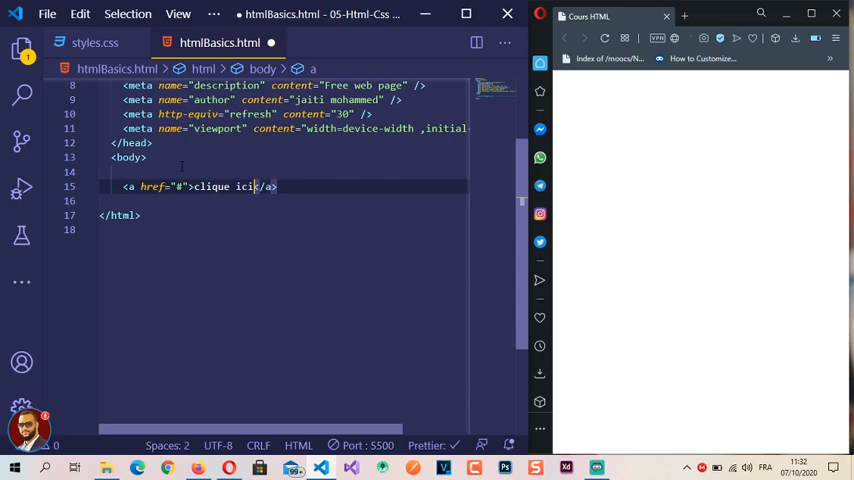 File Edit Selection View ··· ● htmlBasics.html - 05-Html-Css ...
styles.css htmlBasics.html ●
htmlBasics.html > html > body > a
8 <meta name="description" content="Free web page" />
9 <meta name="author" content="jaiti mohammed" />
10 <meta http-equiv="refresh" content="30" />
11 <meta name="viewport" content="width=device-width ,initial-
12 </head>
13 <body>
14
15 <a href="#">clique ici</a>
16
17 </html>
18
0 Spaces: 2 UTF-8 CRLF HTML Port : 5500 Prettier: ✓
Cours HTML
VPN
Index of /moocs/N... How to Customize... »
1
99+
FRA
11:32
07/10/2020